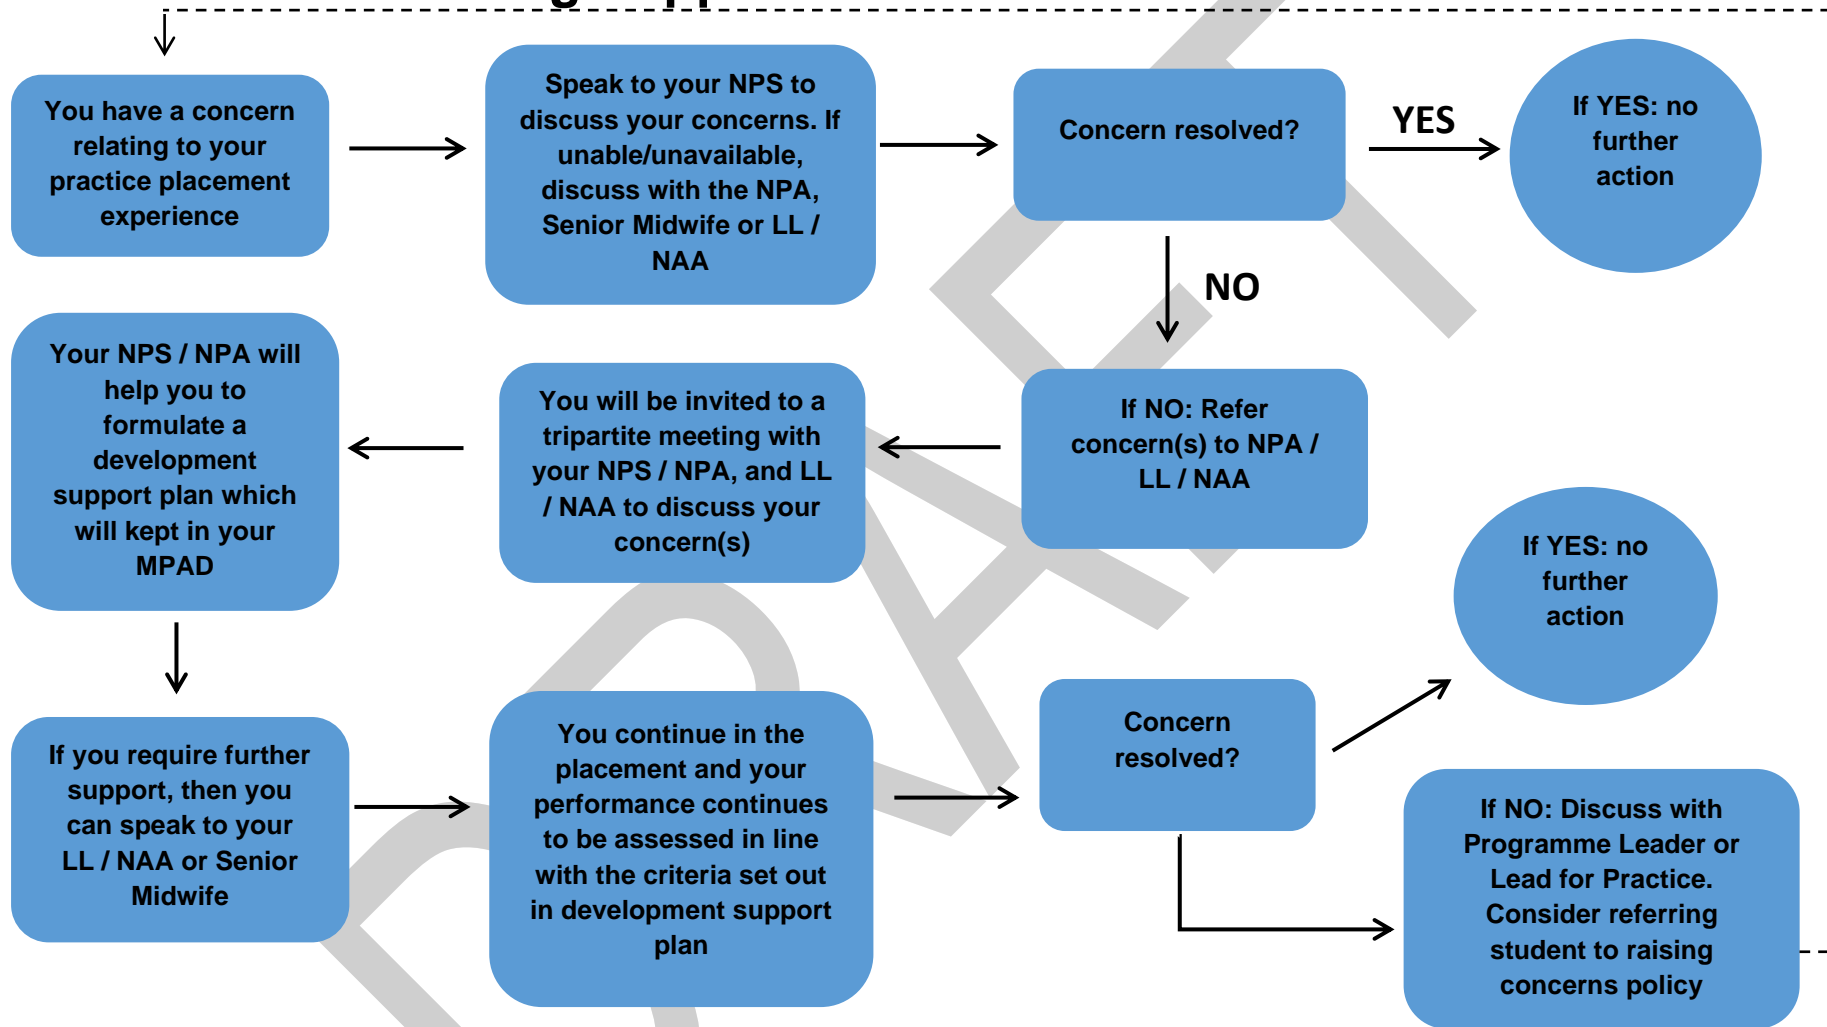 You have a concern
relating to your
practice placement
experience
Speak to your NPS to
discuss your concerns. If
unable/unavailable,
discuss with the NPA,
Senior Midwife or LL /
NAA
Concern resolved?
YES
If YES: no
further
action
NO
If NO: Refer
concern(s) to NPA /
LL / NAA
You will be invited to a
tripartite meeting with
your NPS / NPA, and LL
/ NAA to discuss your
concern(s)
Your NPS / NPA will
help you to
formulate a
development
support plan which
will kept in your
MPAD
If you require further
support, then you
can speak to your
LL / NAA or Senior
Midwife
You continue in the
placement and your
performance continues
to be assessed in line
with the criteria set out
in development support
plan
Concern
resolved?
If YES: no
further
action
If NO: Discuss with
Programme Leader or
Lead for Practice.
Consider referring
student to raising
concerns policy
DRAFT